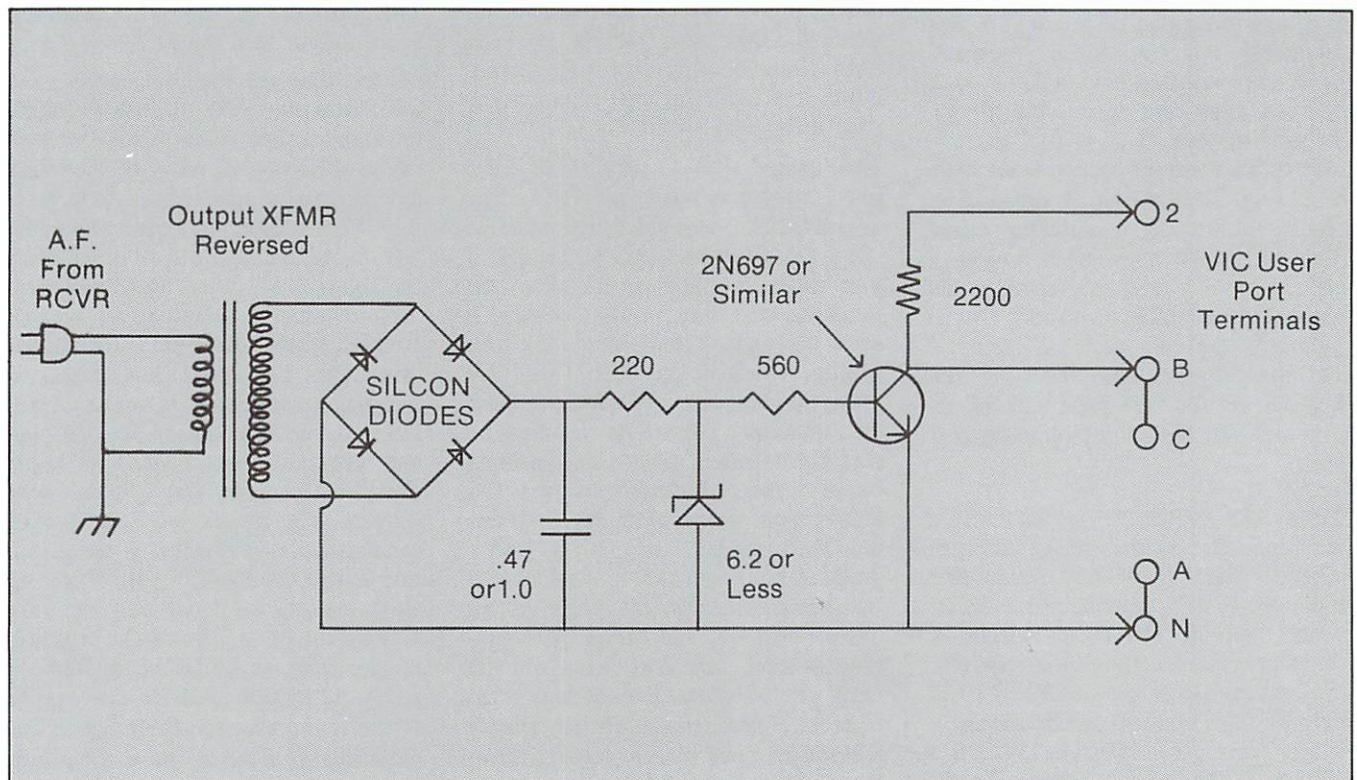 Output XFMR
Reversed
A.F.
From
RCVR
SILCON
DIODES
.47
or1.0
220
560
6.2 or
Less
2N697 or
Similar
2200
2
VIC User
Port
Terminals
B
C
A
N